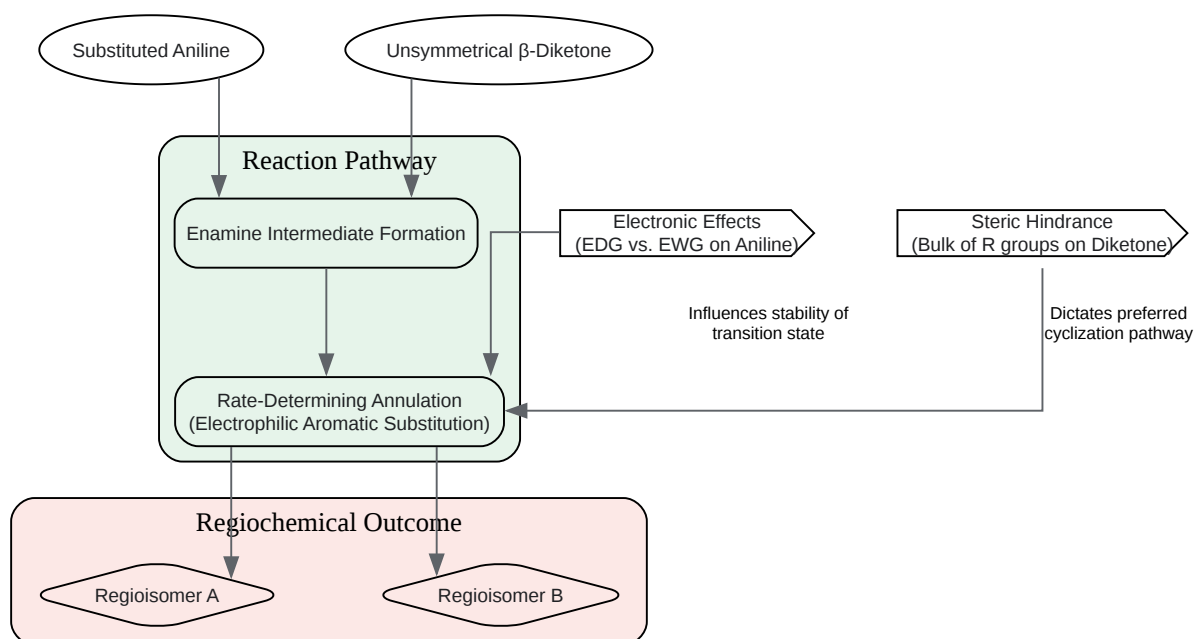 Substituted Aniline
Unsymmetrical β-Diketone
Reaction Pathway
Enamine Intermediate Formation
Electronic Effects
(EDG vs. EWG on Aniline)
Steric Hindrance
(Bulk of R groups on Diketone)
Influences stability of
transition state
Dictates preferred
cyclization pathway
Rate-Determining Annulation
(Electrophilic Aromatic Substitution)
Regiochemical Outcome
Regioisomer A
Regioisomer B